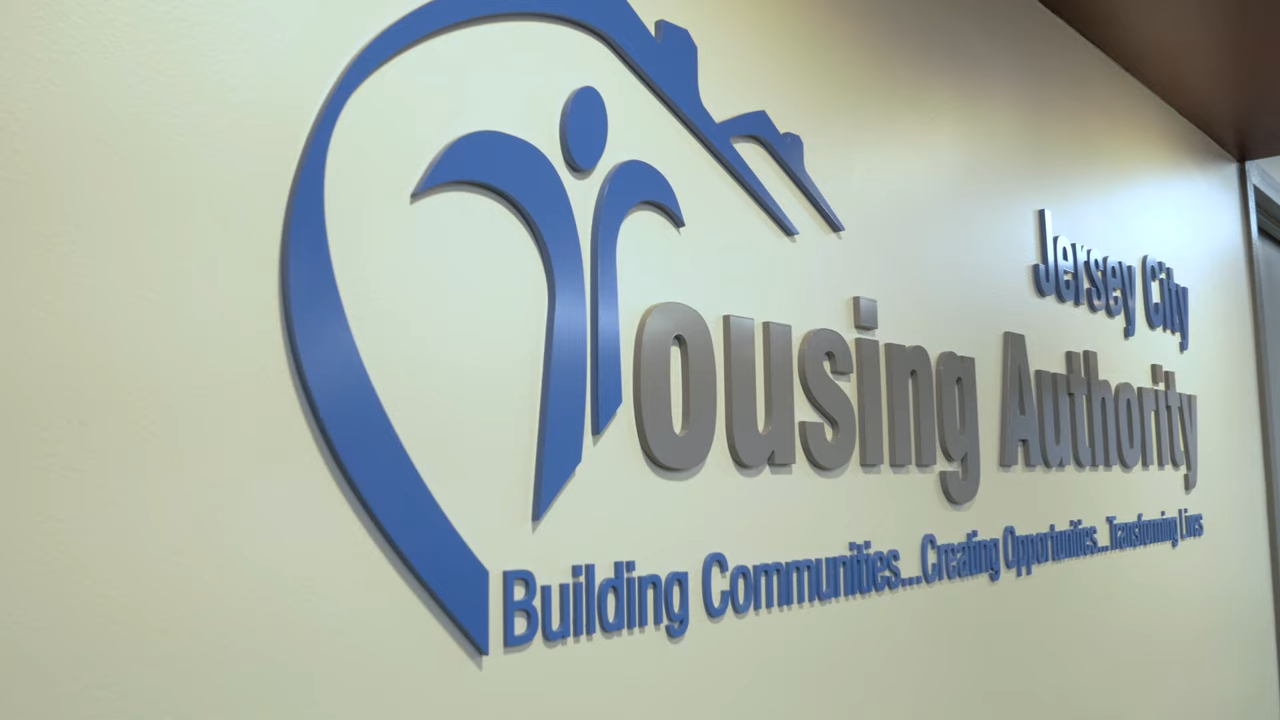 Jersey City
Housing Authority
Building Communities...Creating Opportunities...Transforming Lives